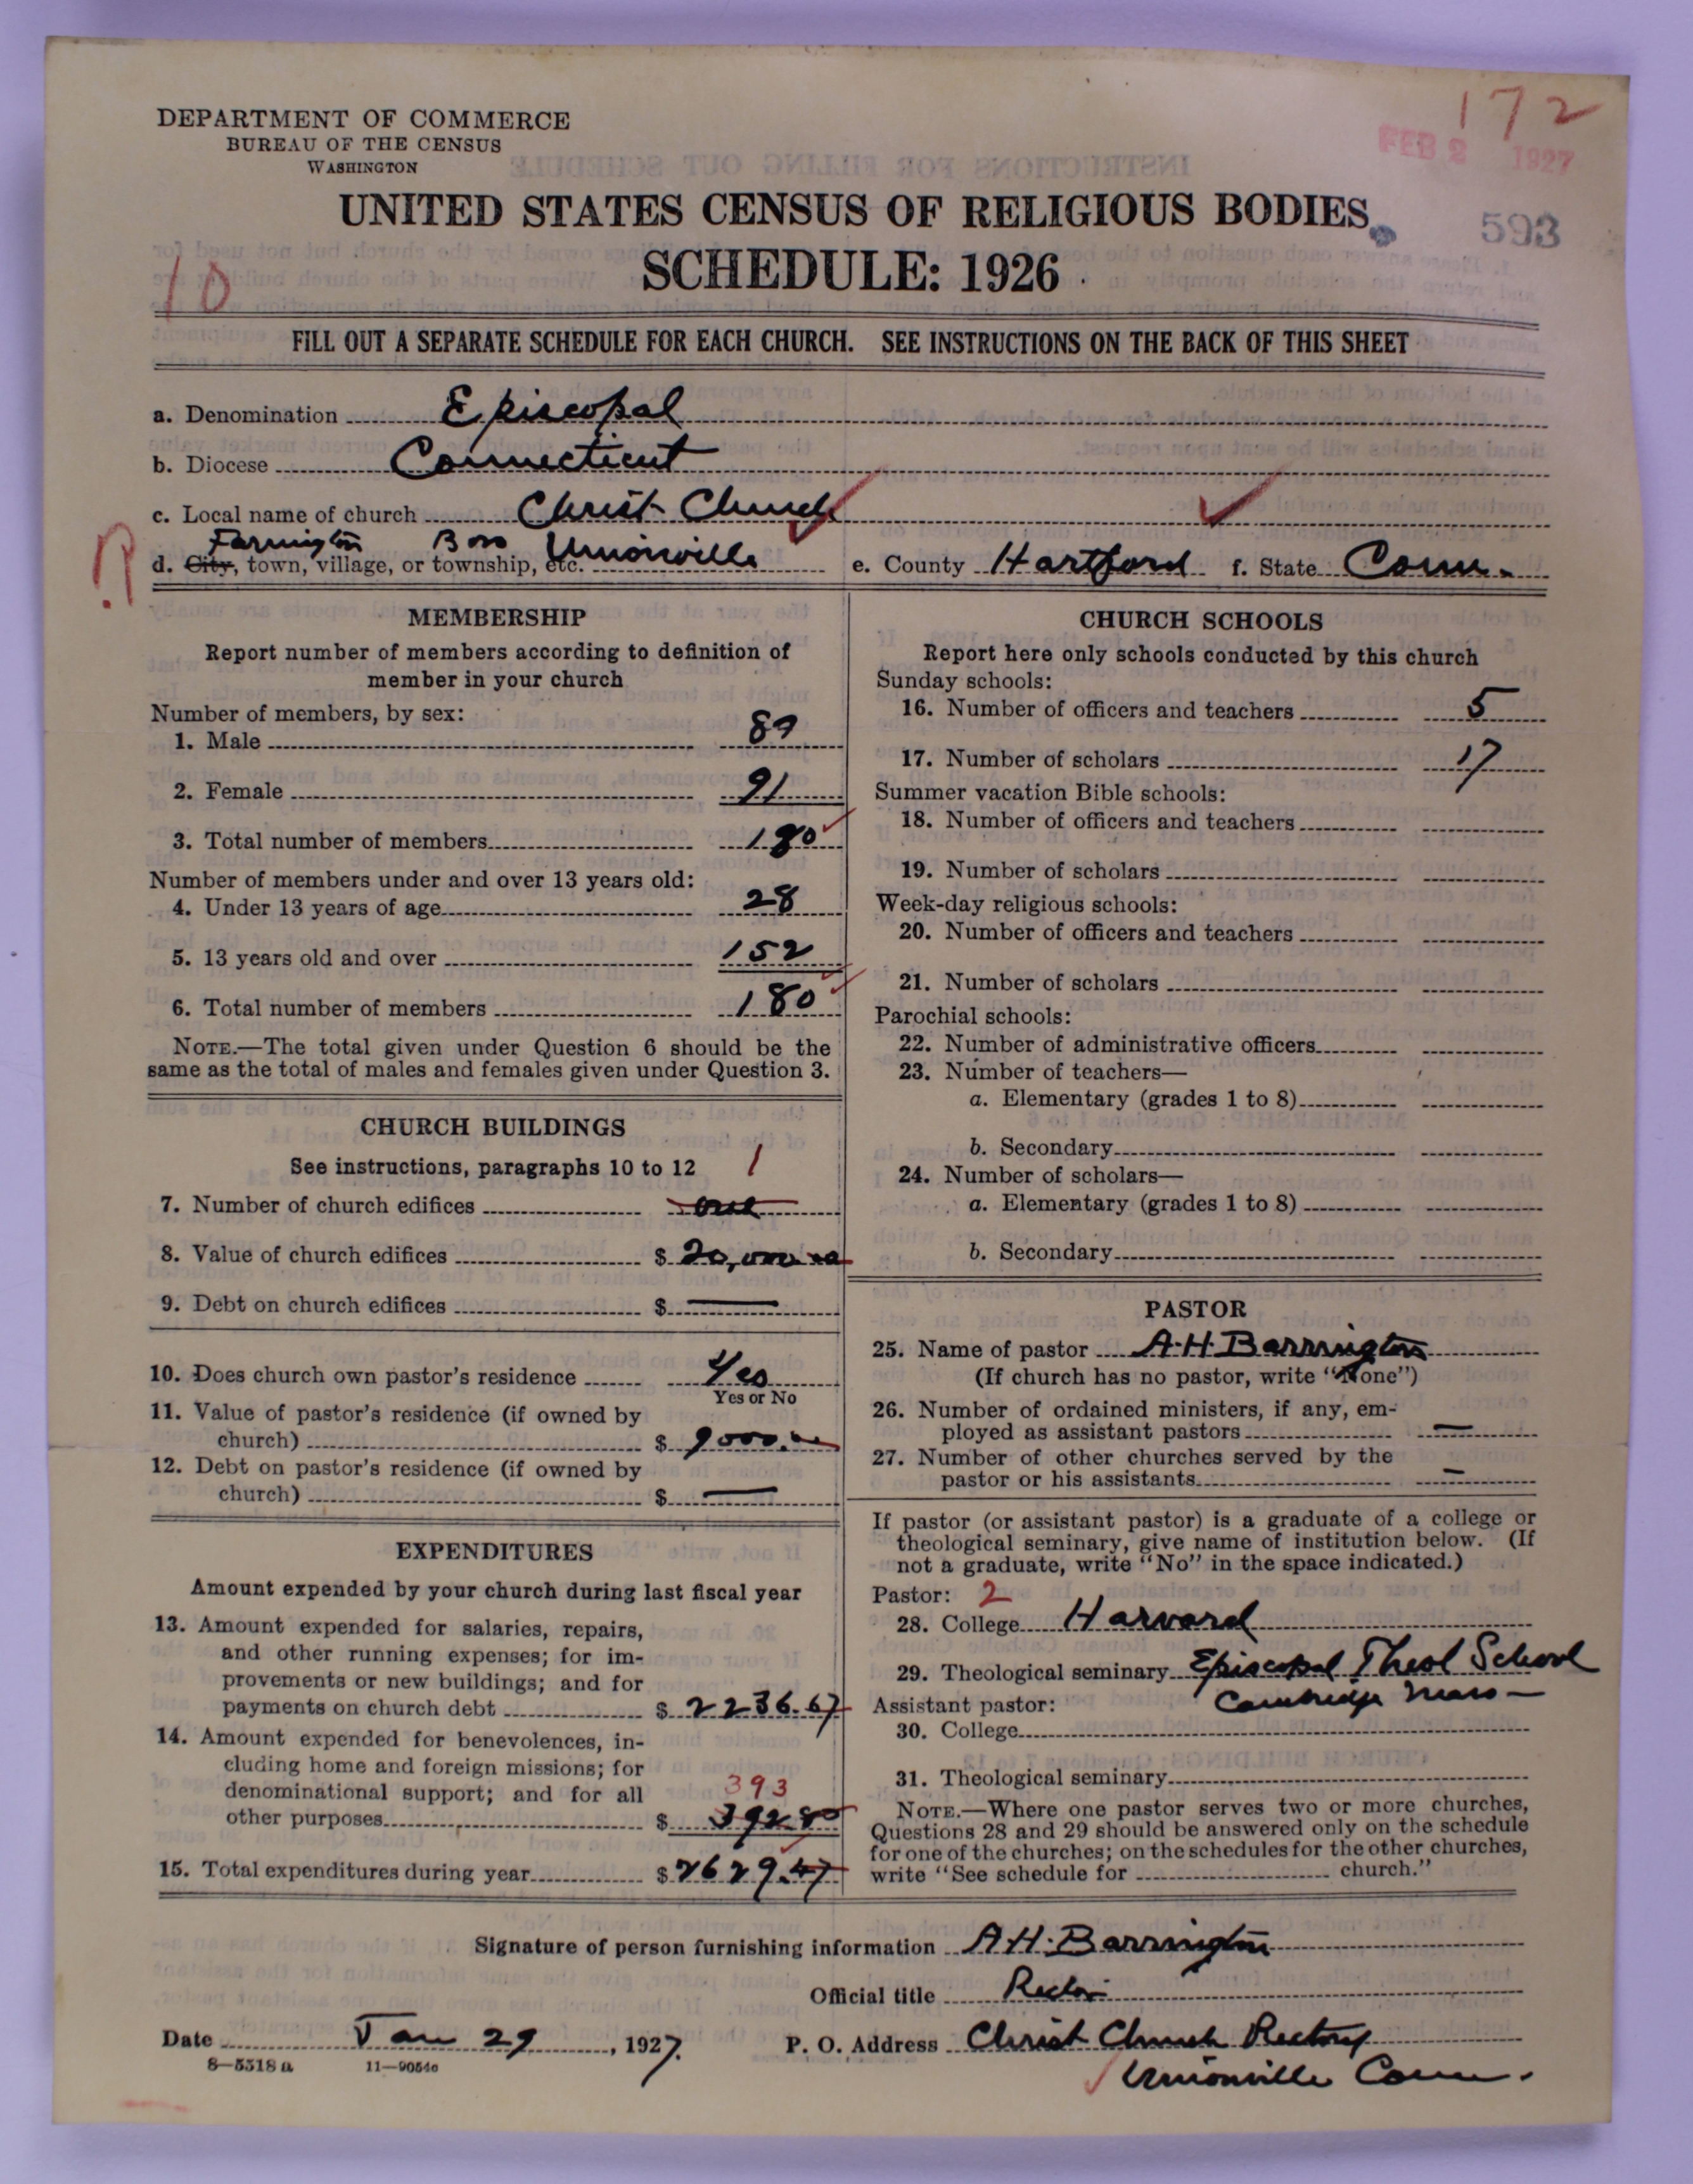 172
FEB 2 1927
DEPARTMENT OF COMMERCE
BUREAU OF THE CENSUS
WASHINGTON
UNITED STATES CENSUS OF RELIGIOUS BODIES
593
SCHEDULE: 1926
10
FILL OUT A SEPARATE SCHEDULE FOR EACH CHURCH. SEE INSTRUCTIONS ON THE BACK OF THIS SHEET
a. Denomination Episcopal
b. Diocese Connecticut
c. Local name of church Christ Church
Farmington Boro
d. City, town, village, or township, etc. Unionville e. County Hartford f. State Conn.
MEMBERSHIP
Report number of members according to definition of
member in your church
Number of members, by sex:
1. Male 89
2. Female 91
3. Total number of members 180
Number of members under and over 13 years old:
4. Under 13 years of age 28
5. 13 years old and over 152
6. Total number of members 180
NOTE.—The total given under Question 6 should be the
same as the total of males and females given under Question 3.
CHURCH BUILDINGS
See instructions, paragraphs 10 to 12 1
7. Number of church edifices one
8. Value of church edifices $ 20,000.00
9. Debt on church edifices $ —
10. Does church own pastor's residence Yes
Yes or No
11. Value of pastor's residence (if owned by
church) $ 9000.00
12. Debt on pastor's residence (if owned by
church) $ —
EXPENDITURES
Amount expended by your church during last fiscal year
13. Amount expended for salaries, repairs,
and other running expenses; for im-
provements or new buildings; and for
payments on church debt $ 2236.67
14. Amount expended for benevolences, in-
cluding home and foreign missions; for
denominational support; and for all 393
other purposes $ 392 80
15. Total expenditures during year $ 2629.47
CHURCH SCHOOLS
Report here only schools conducted by this church
Sunday schools:
16. Number of officers and teachers 5
17. Number of scholars 17
Summer vacation Bible schools:
18. Number of officers and teachers
19. Number of scholars
Week-day religious schools:
20. Number of officers and teachers
21. Number of scholars
Parochial schools:
22. Number of administrative officers
23. Number of teachers—
a. Elementary (grades 1 to 8)
b. Secondary
24. Number of scholars—
a. Elementary (grades 1 to 8)
b. Secondary
PASTOR
25. Name of pastor A. H. Barrington
(If church has no pastor, write "None")
26. Number of ordained ministers, if any, em-
ployed as assistant pastors —
27. Number of other churches served by the
pastor or his assistants —
If pastor (or assistant pastor) is a graduate of a college or
theological seminary, give name of institution below. (If
not a graduate, write "No" in the space indicated.)
Pastor: 2
28. College Harvard
29. Theological seminary Episcopal Theol School
Assistant pastor: Cambridge Mass —
30. College
31. Theological seminary
NOTE.—Where one pastor serves two or more churches,
Questions 28 and 29 should be answered only on the schedule
for one of the churches; on the schedules for the other churches,
write "See schedule for church."
Signature of person furnishing information A. H. Barrington
Official title Rector
Date Jan 29, 1927. P. O. Address Christ Church Rectory
8—5318 a 11—9054c
Unionville Conn.